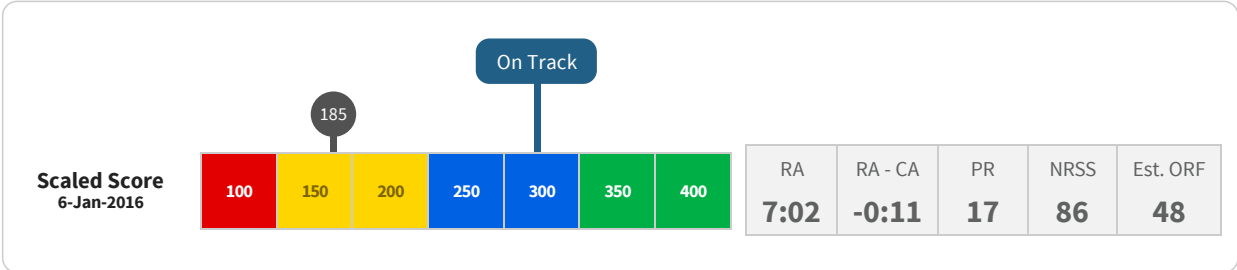 On Track
185
Scaled Score
6-Jan-2016
100 150 200 250 300 350 400
RA RA - CA PR NRSS Est. ORF
7:02 -0:11 17 86 48